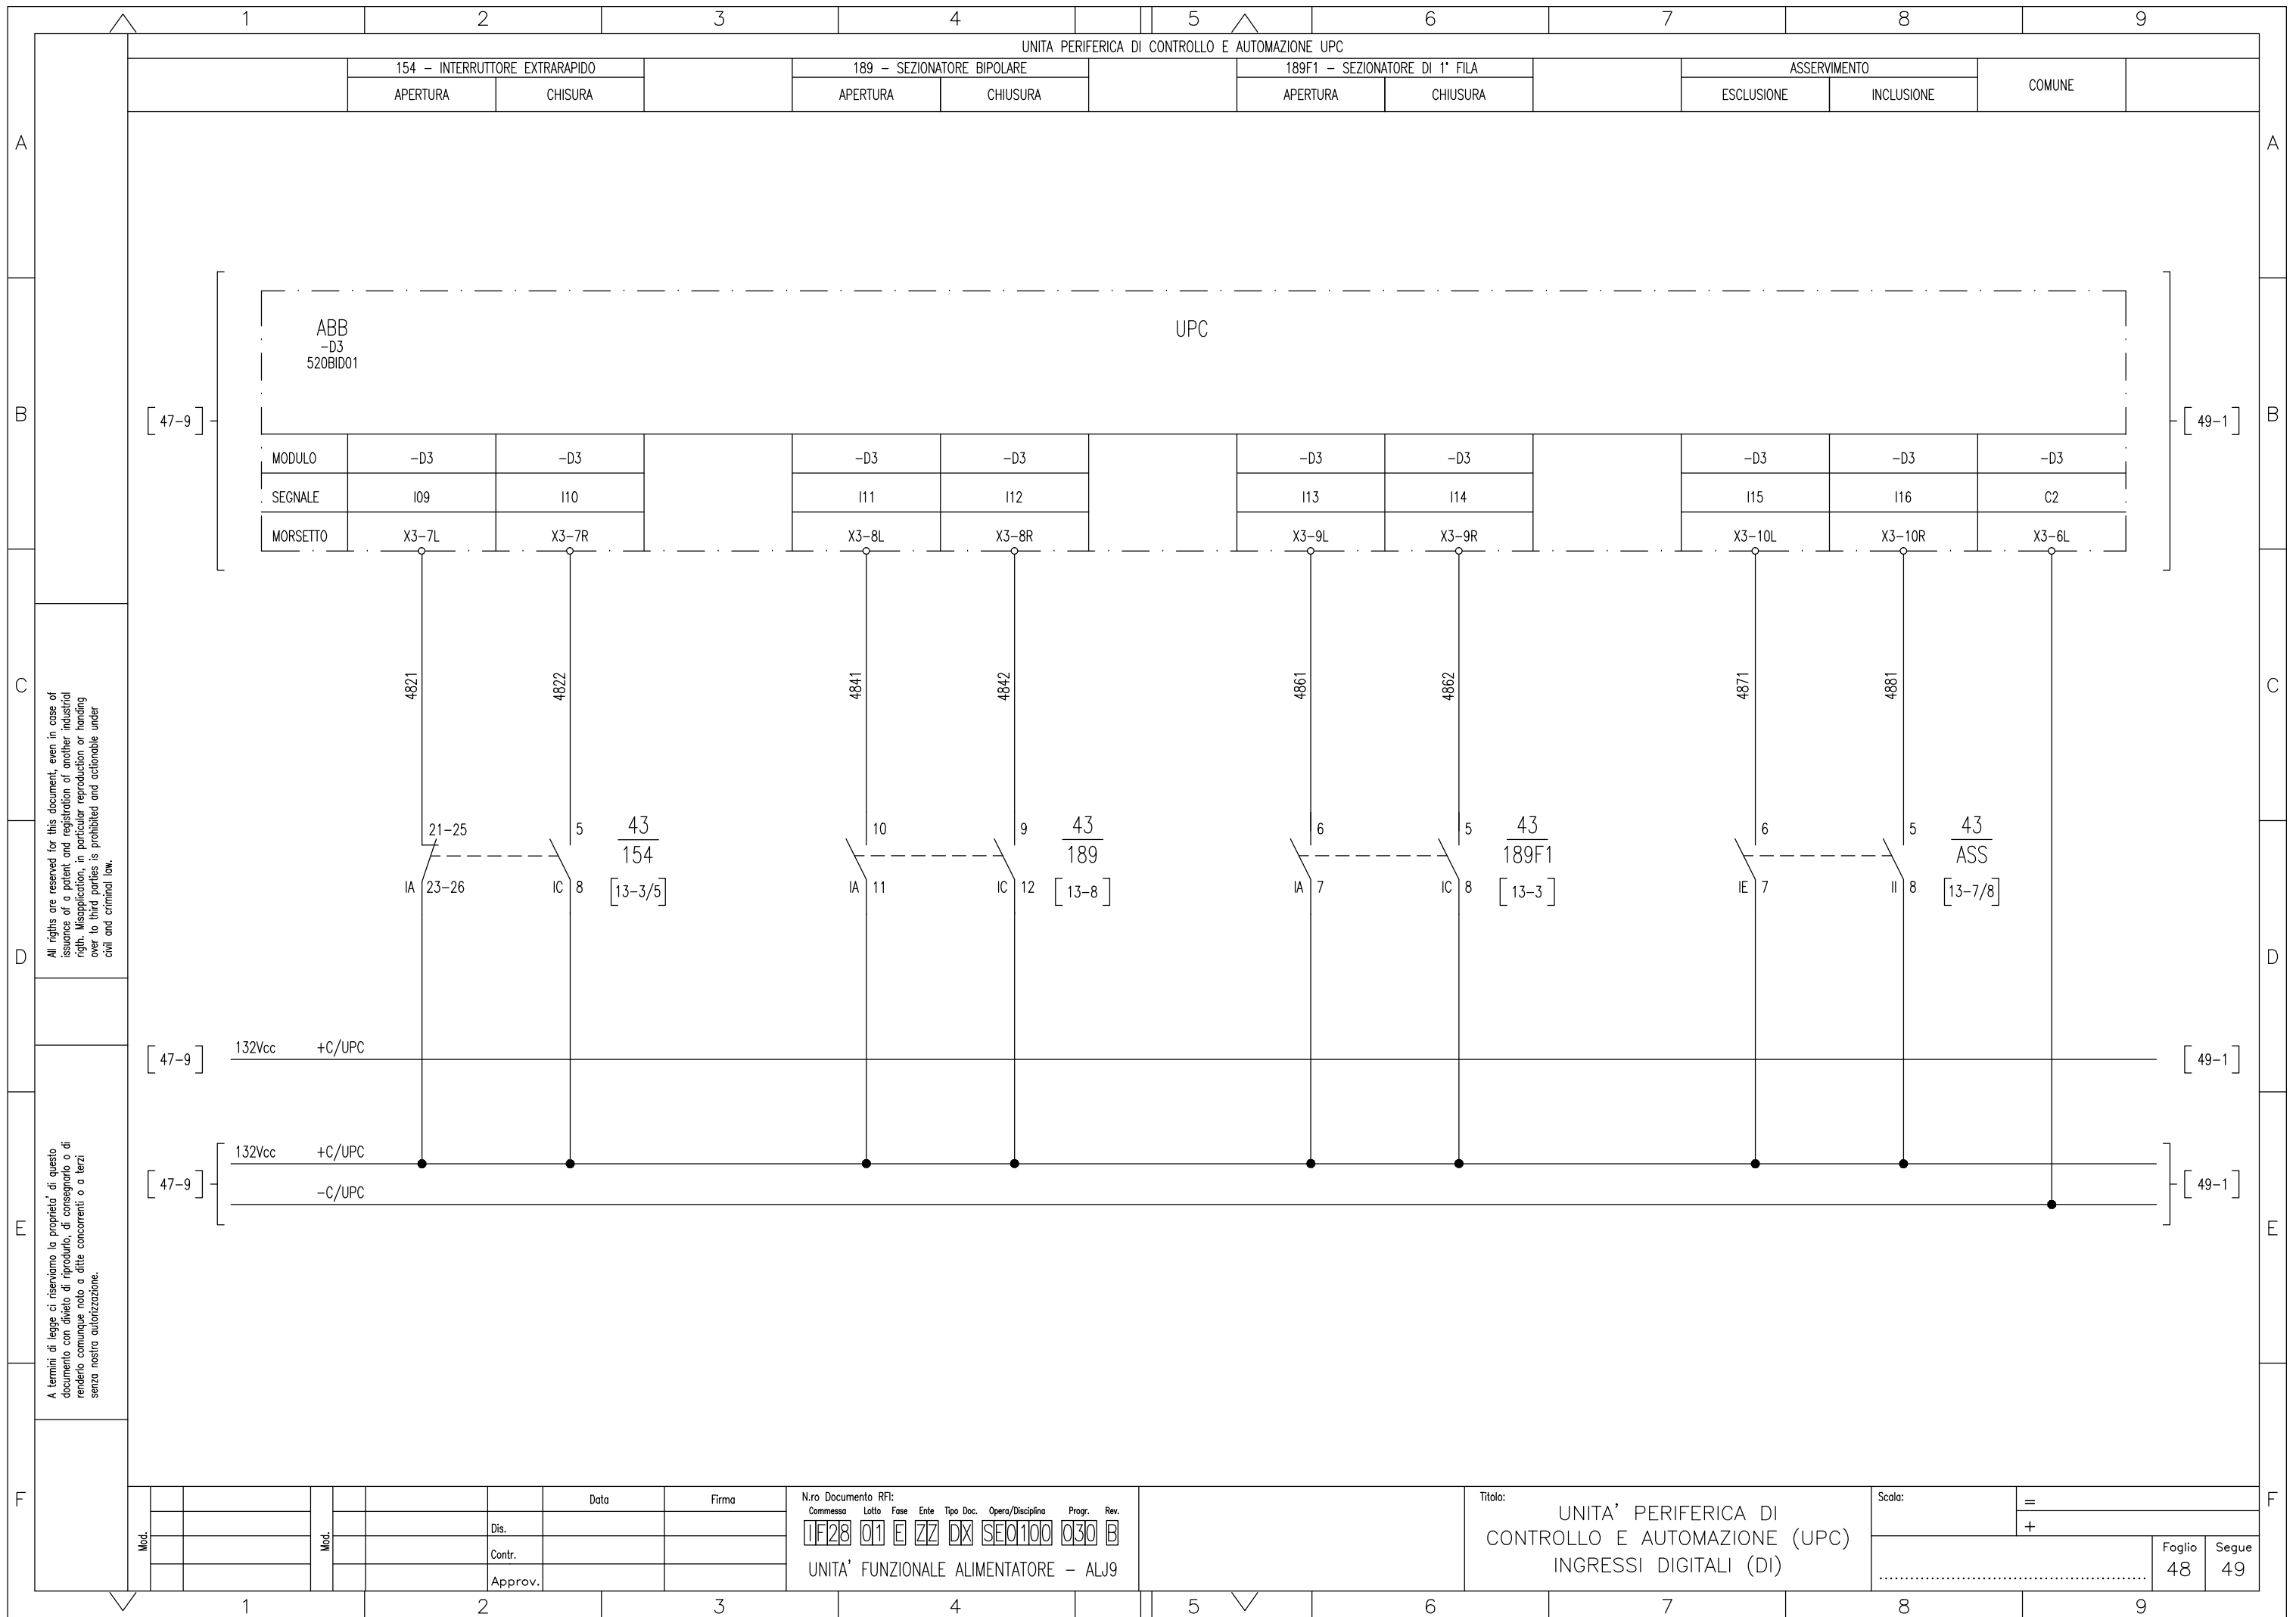 1 2 3 4 5 6 7 8 9
UNITA PERIFERICA DI CONTROLLO E AUTOMAZIONE UPC
154 – INTERRUTTORE EXTRARAPIDO
189 – SEZIONATORE BIPOLARE
189F1 – SEZIONATORE DI 1° FILA
ASSERVIMENTO
COMUNE
APERTURA CHISURA APERTURA CHIUSURA APERTURA CHIUSURA ESCLUSIONE INCLUSIONE
A A
ABB
-D3
520BID01
UPC
B B
[47-9] [49-1]
MODULO -D3 -D3 -D3 -D3 -D3 -D3 -D3 -D3 -D3
SEGNALE I09 I10 I11 I12 I13 I14 I15 I16 C2
MORSETTO X3-7L X3-7R X3-8L X3-8R X3-9L X3-9R X3-10L X3-10R X3-6L
C C
4821 4822 4841 4842 4861 4862 4871 4881
All rigths are reserved for this document, even in case of
issuance of a patent and registration of another industrial
rigth. Misapplication, in particular reproduction or handing
over to third parties is prohibited and actionable under
civil and criminal law.
21-25 5 43 10 9 43 6 5 43 6 5 43
154 189 189F1 ASS
IA 23-26 IC 8 [13-3/5] IA 11 IC 12 [13-8] IA 7 IC 8 [13-3] IE 7 II 8 [13-7/8]
D D
[47-9] 132Vcc +C/UPC [49-1]
132Vcc +C/UPC
[47-9] [49-1]
-C/UPC
E E
A termini di legge ci riserviamo la proprieta' di questo
documento con divieto di riprodurlo, di consegnarlo o di
renderlo comunque noto a ditte concorrenti o a terzi
senza nostra autorizzazione.
F F
Mod. Mod.
Data Firma
Dis.
Contr.
Approv.
N.ro Documento RFI:
Commessa Lotto Fase Ente Tipo Doc. Opera/Disciplina Progr. Rev.
IF28 01 E ZZ DX SE0100 030 B
UNITA' FUNZIONALE ALIMENTATORE – ALJ9
Titolo:
UNITA' PERIFERICA DI
CONTROLLO E AUTOMAZIONE (UPC)
INGRESSI DIGITALI (DI)
Scala:
=
+
Foglio Segue
48 49
1 2 3 4 5 6 7 8 9